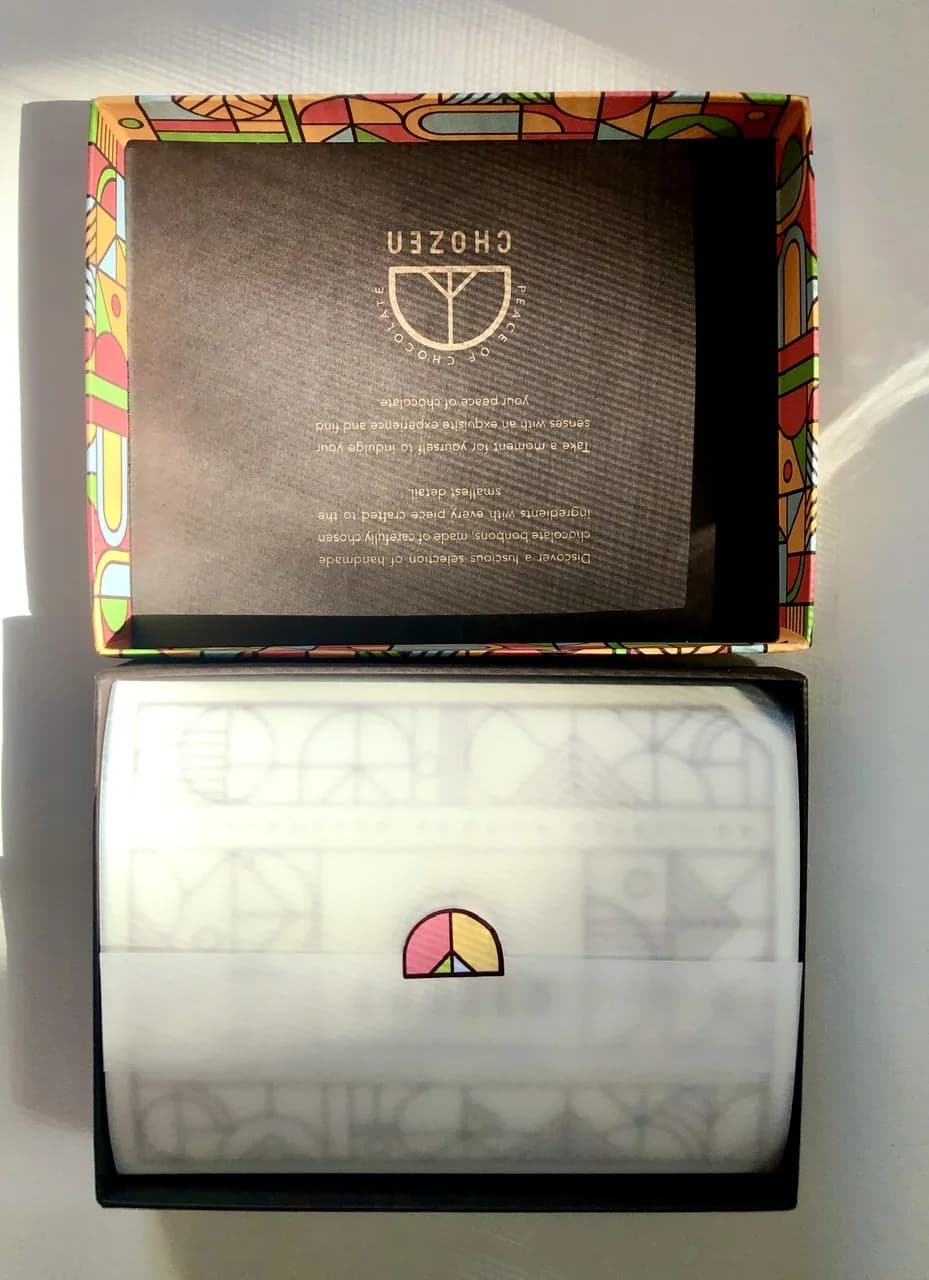 Discover a luscious selection of handmade
chocolate bonbons, made of carefully chosen
ingredients with every piece crafted to the
smallest detail.
Take a moment for yourself to indulge your
senses with an exquisite experience and find
your peace of chocolate.
PEACE OF CHOCOLATE
CHOZEN